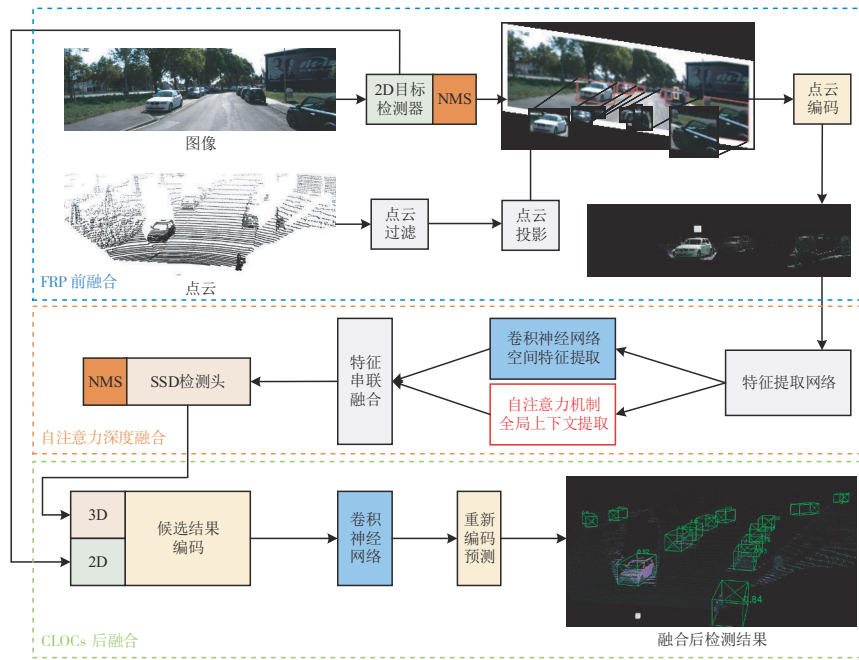 2D目标
检测器
NMS
点云
编码
图像
点云
过滤
点云
投影
点云
FRP 前融合
NMS
SSD检测头
特征
串联
融合
卷积神经网络
空间特征提取
自注意力机制
全局上下文提取
特征提取网络
自注意力深度融合
3D
2D
候选结果
编码
卷积
神经
网络
重新
编码
预测
0.84
CLOCs 后融合
融合后检测结果